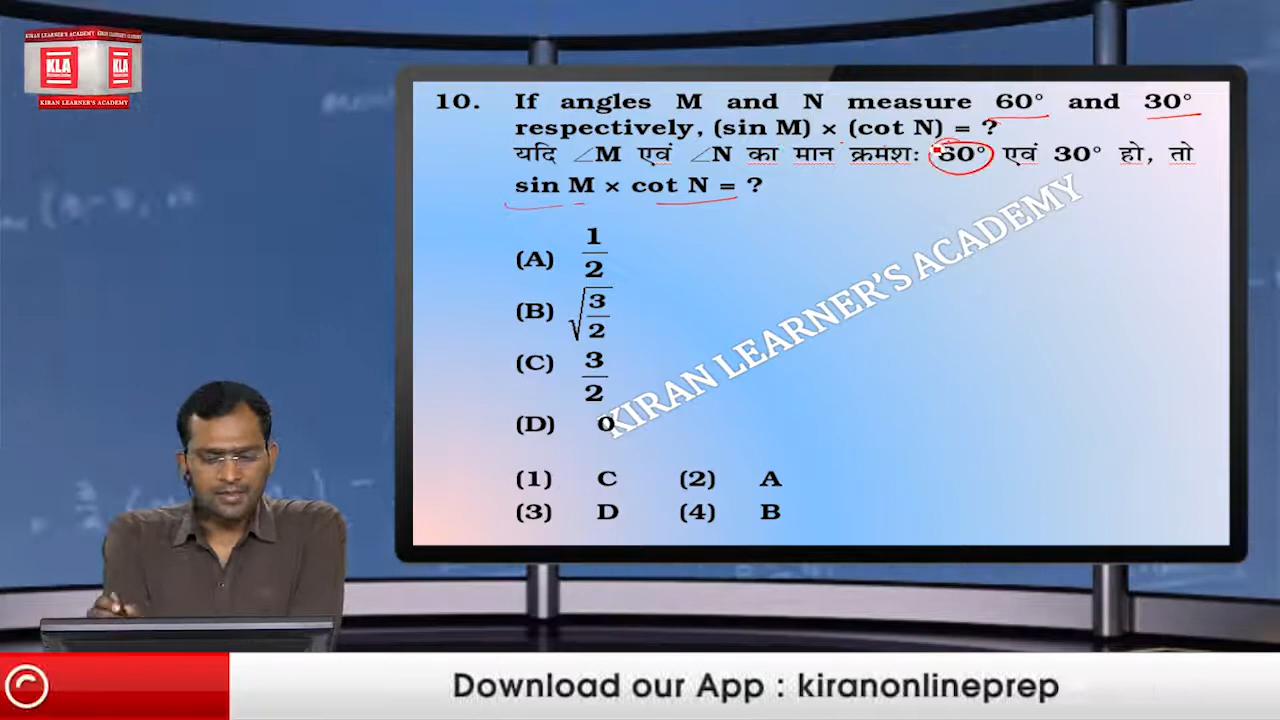 KIRAN LEARNER'S ACADEMY
KLA
KLA
KIRAN LEARNER'S ACADEMY
10. If angles M and N measure 60° and 30°
respectively, (sin M) × (cot N) = ?
यदि ∠M एवं ∠N का मान क्रमशः 60° एवं 30° हो, तो
sin M × cot N = ?
(A) 1/2
(B) √(3/2)
(C) 3/2
(D) 0
(1) C (2) A
(3) D (4) B
KIRAN LEARNER'S ACADEMY
Download our App : kiranonlineprep